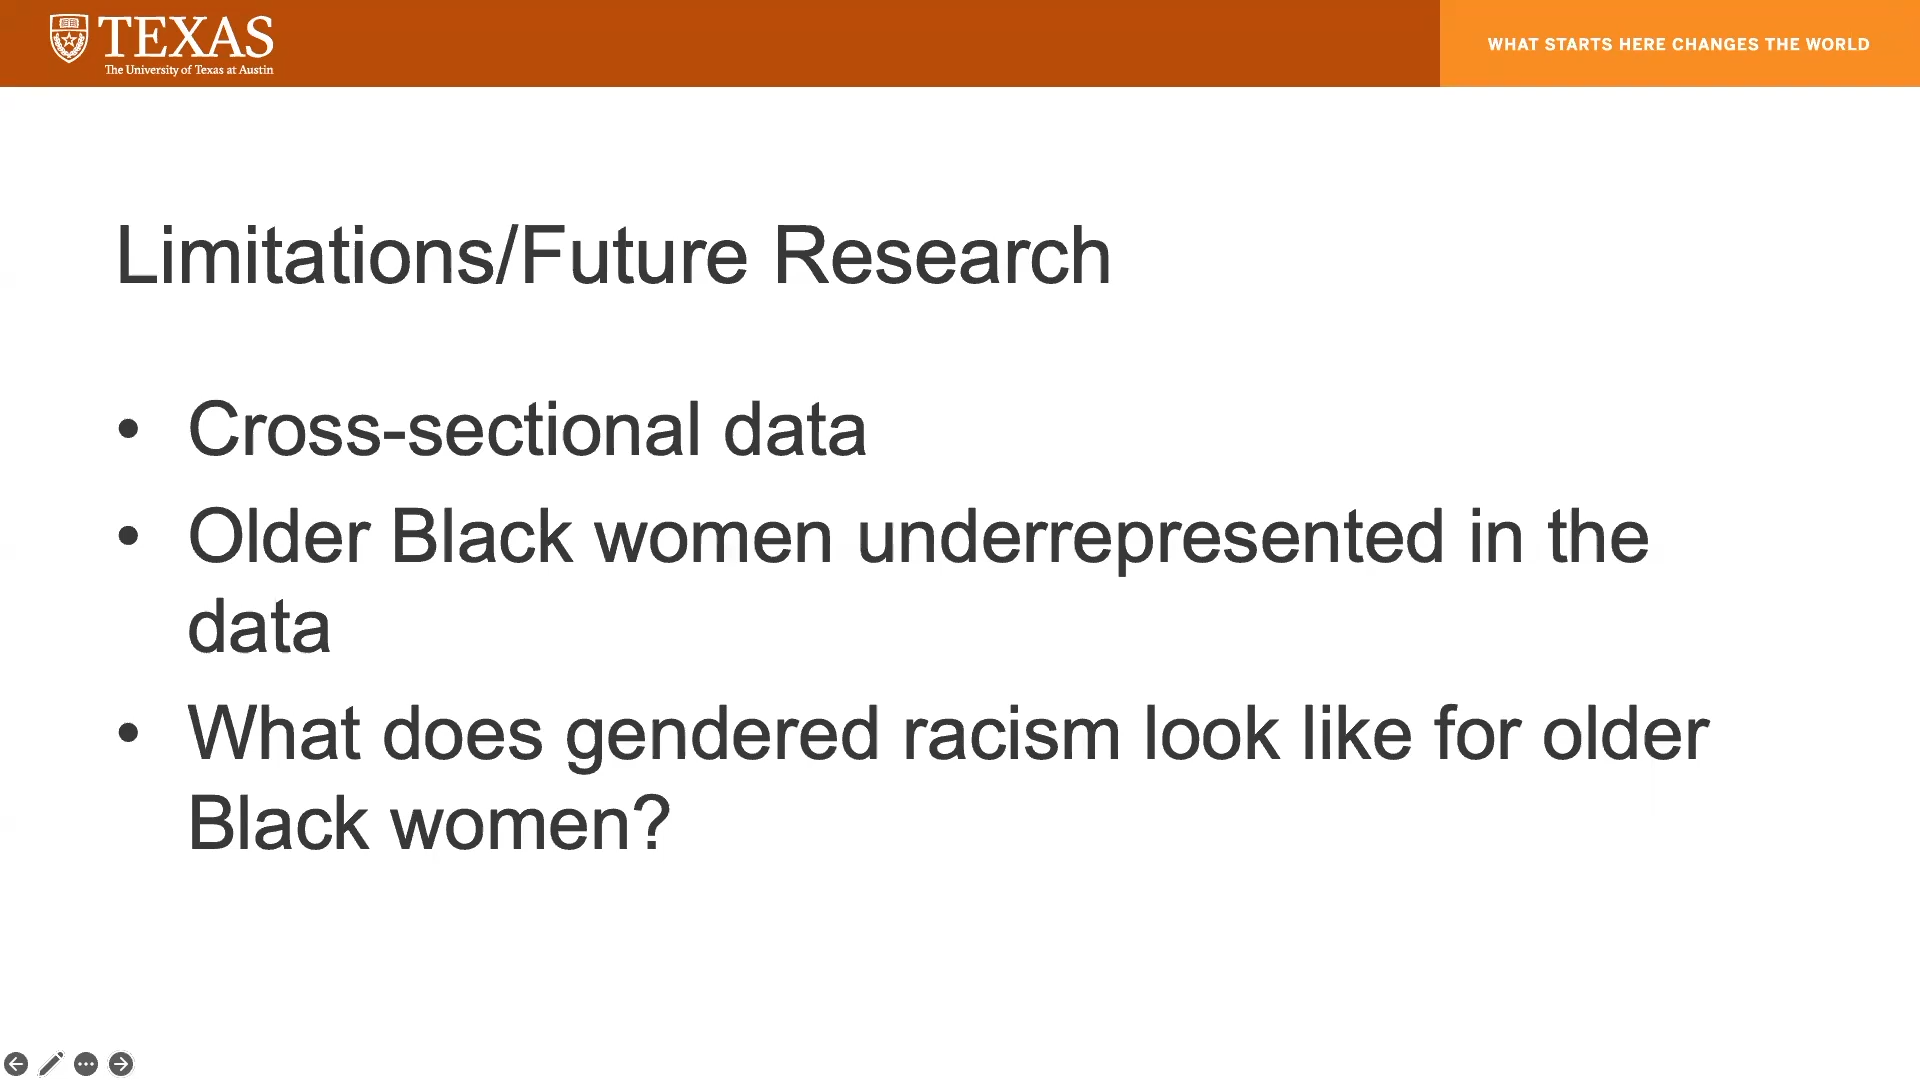 TEXAS
The University of Texas at Austin
WHAT STARTS HERE CHANGES THE WORLD
Limitations/Future Research
• Cross-sectional data
• Older Black women underrepresented in the
data
• What does gendered racism look like for older
Black women?